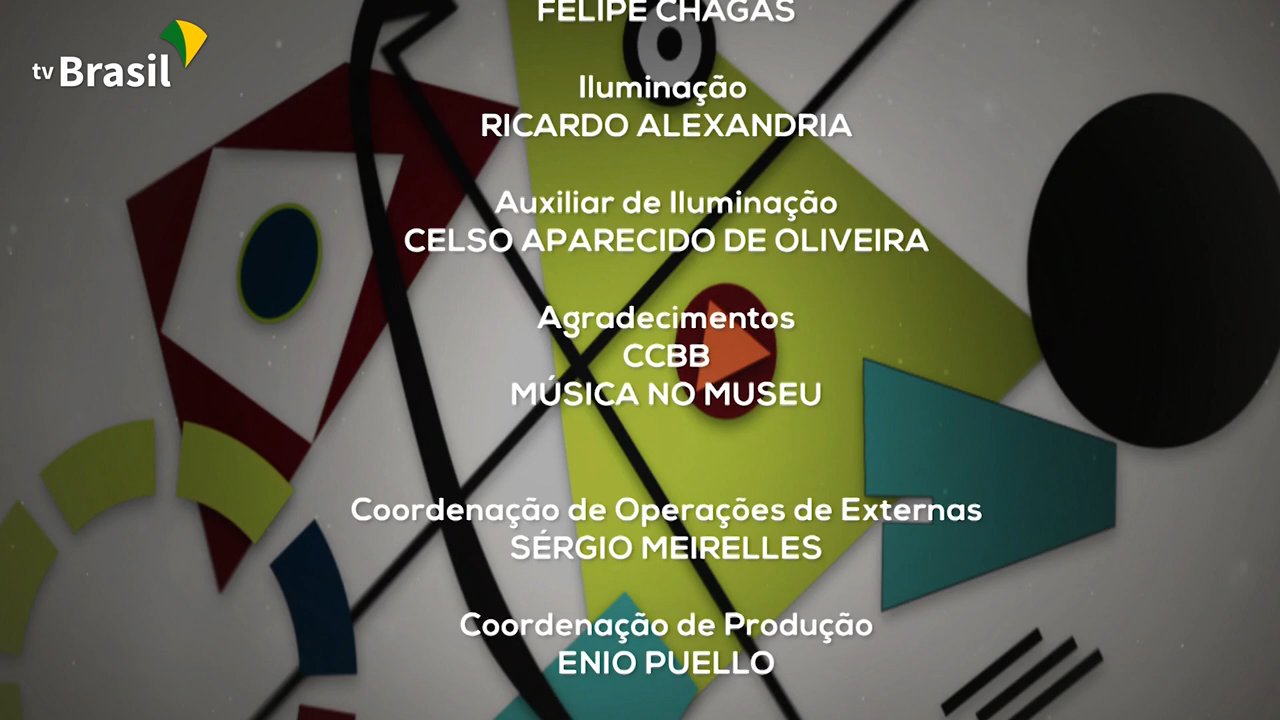 FELIPE CHAGAS
tv Brasil
Iluminação
RICARDO ALEXANDRIA
Auxiliar de Iluminação
CELSO APARECIDO DE OLIVEIRA
Agradecimentos
CCBB
MÚSICA NO MUSEU
Coordenação de Operações de Externas
SÉRGIO MEIRELLES
Coordenação de Produção
ENIO PUELLO